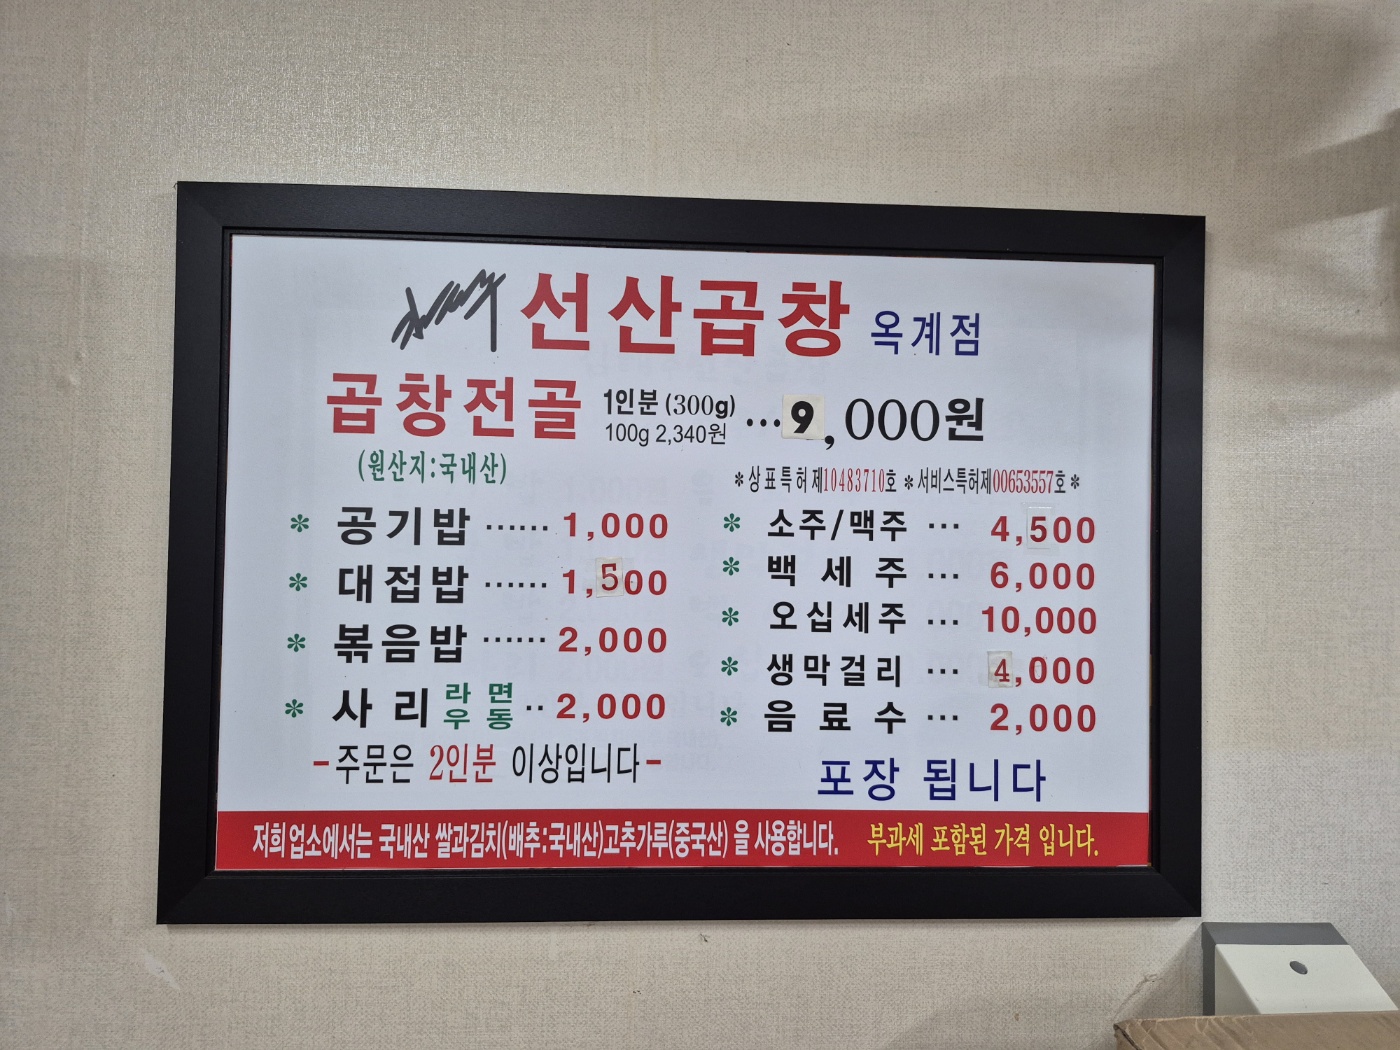 선산곱창 옥계점
곱창전골 1인분 (300g) ...9,000원
100g 2,340원
(원산지:국내산)
*상표특허제10483710호 *서비스특허제00653557호*
* 공기밥 ······ 1,000
* 대접밥 ······ 1,500
* 볶음밥 ······ 2,000
* 사리 라면 우동 ·· 2,000
-주문은 2인분 이상입니다-
* 소주/맥주 ··· 4,500
* 백세주 ··· 6,000
* 오십세주 ··· 10,000
* 생막걸리 ··· 4,000
* 음료수 ··· 2,000
포장 됩니다
저희 업소에서는 국내산 쌀과김치(배추:국내산)고추가루(중국산) 을 사용합니다. 부과세 포함된 가격 입니다.